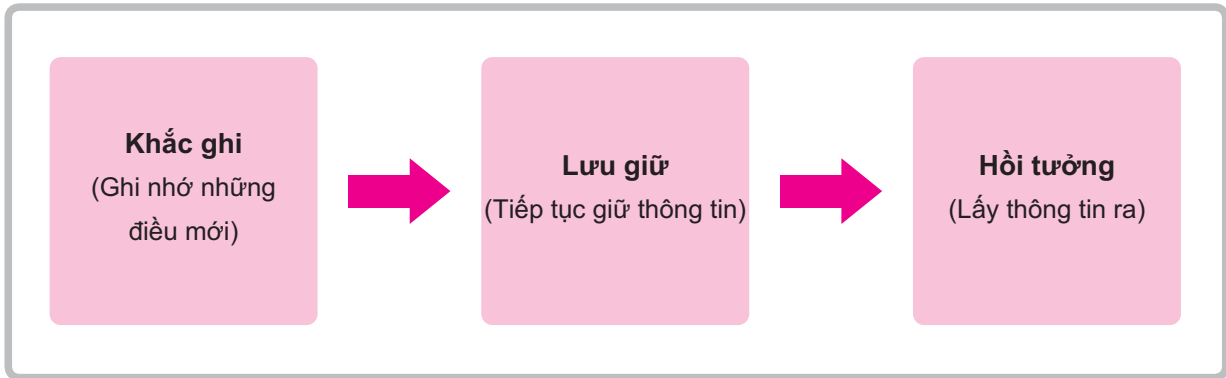 Khắc ghi
(Ghi nhớ những
điều mới)
Lưu giữ
(Tiếp tục giữ thông tin)
Hồi tưởng
(Lấy thông tin ra)